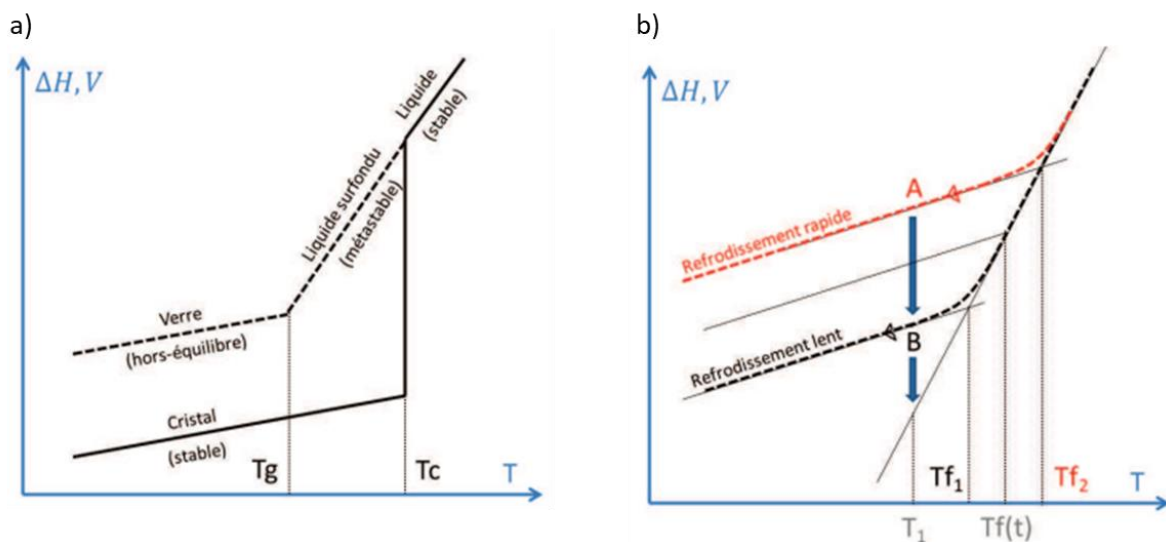 a)
ΔH, V
Liquide
(stable)
Liquide surfondu
(métastable)
Verre
(hors-équilibre)
Cristal
(stable)
Tg
Tc
T
b)
ΔH, V
A
Refrodissement rapide
B
Refrodissement lent
Tf₁
Tf₂
T
T₁
Tf(t)